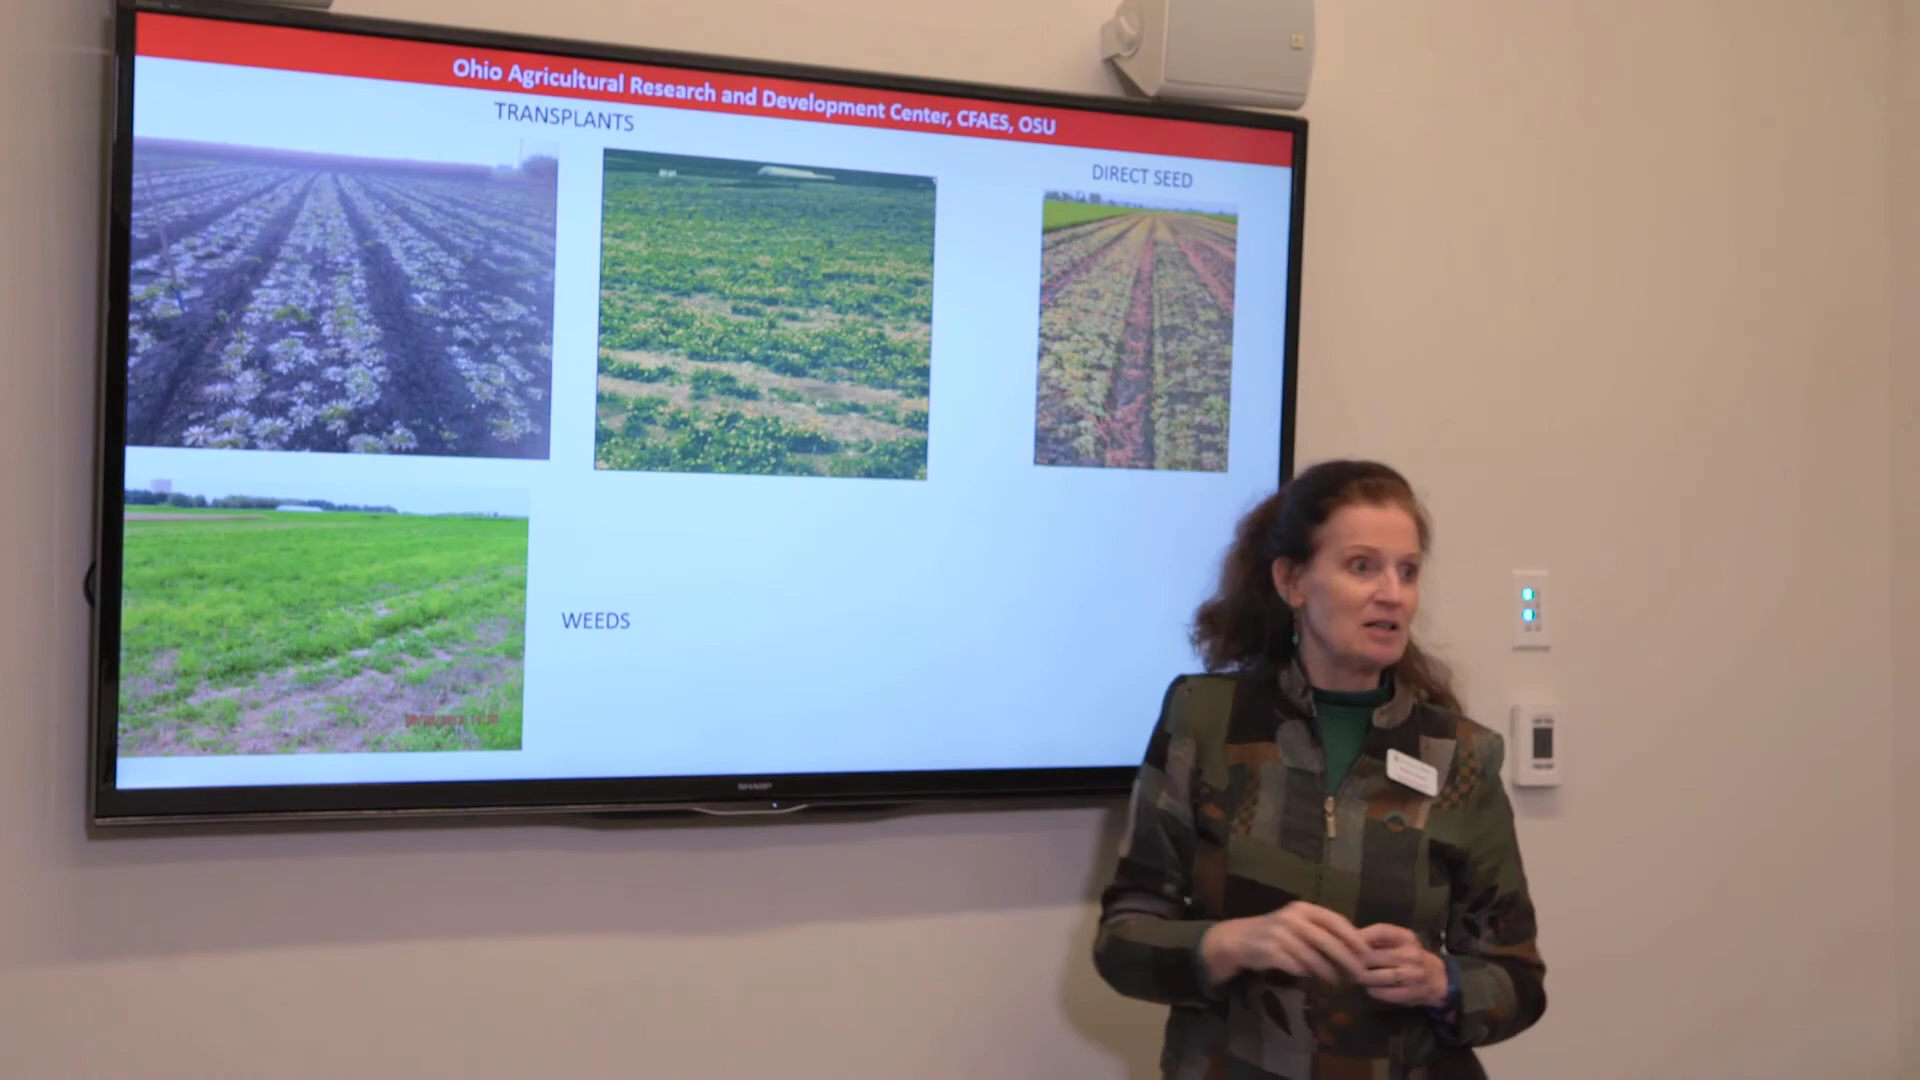 Ohio Agricultural Research and Development Center, CFAES, OSU
TRANSPLANTS
DIRECT SEED
WEEDS
SHARP